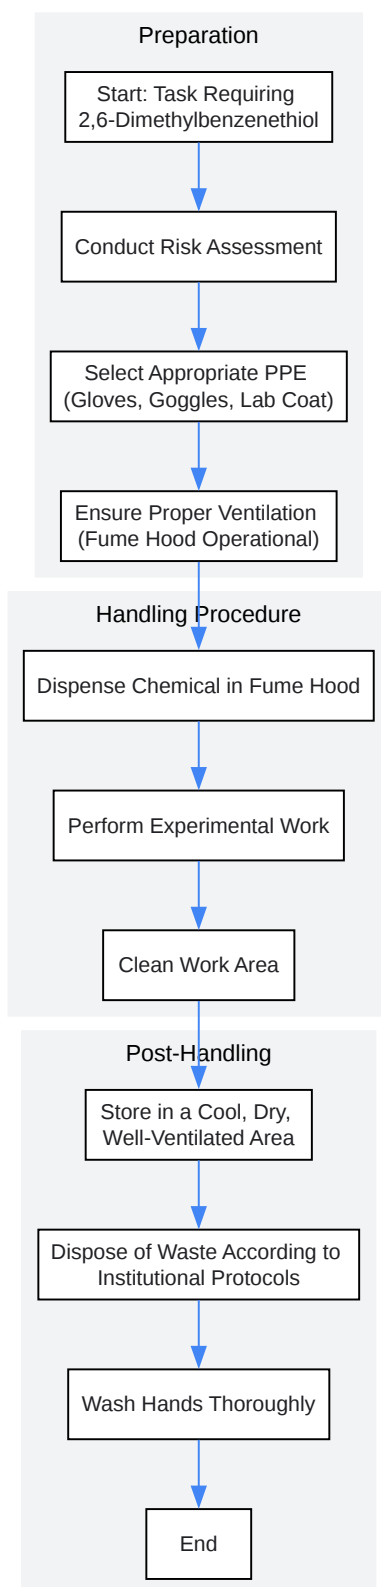 Preparation
Start: Task Requiring
2,6-Dimethylbenzenethiol
Conduct Risk Assessment
Select Appropriate PPE
(Gloves, Goggles, Lab Coat)
Ensure Proper Ventilation
(Fume Hood Operational)
Handling Procedure
Dispense Chemical in Fume Hood
Perform Experimental Work
Clean Work Area
Post-Handling
Store in a Cool, Dry,
Well-Ventilated Area
Dispose of Waste According to
Institutional Protocols
Wash Hands Thoroughly
End